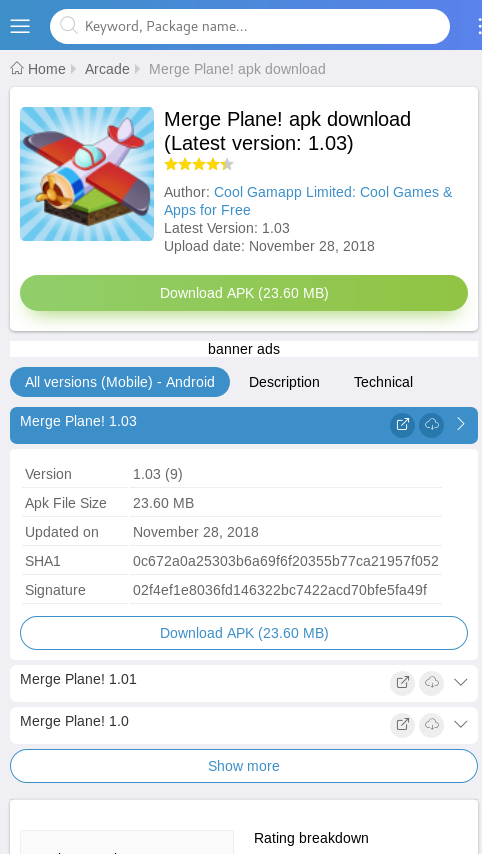 Keyword, Package name...
Home Arcade Merge Plane! apk download
Merge Plane! apk download
(Latest version: 1.03)
Author: Cool Gamapp Limited: Cool Games &
Apps for Free
Latest Version: 1.03
Upload date: November 28, 2018
Download APK (23.60 MB)
banner ads
All versions (Mobile) - Android Description Technical
Merge Plane! 1.03
Version 1.03 (9)
Apk File Size 23.60 MB
Updated on November 28, 2018
SHA1 0c672a0a25303b6a69f6f20355b77ca21957f052
Signature 02f4ef1e8036fd146322bc7422acd70bfe5fa49f
Download APK (23.60 MB)
Merge Plane! 1.01
Merge Plane! 1.0
Show more
Rating breakdown